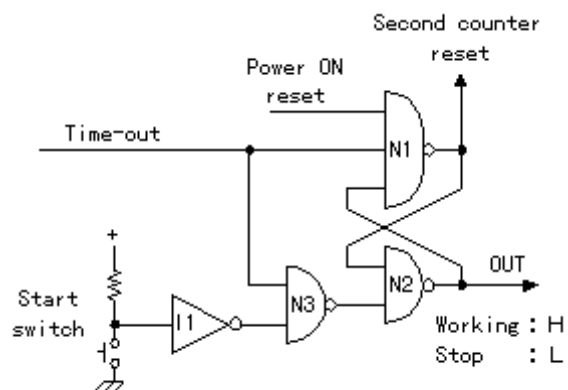 Second counter
reset
Power ON
reset
Time-out
N1
+
OUT
N2
Start
switch
I1
N3
Working : H
Stop : L